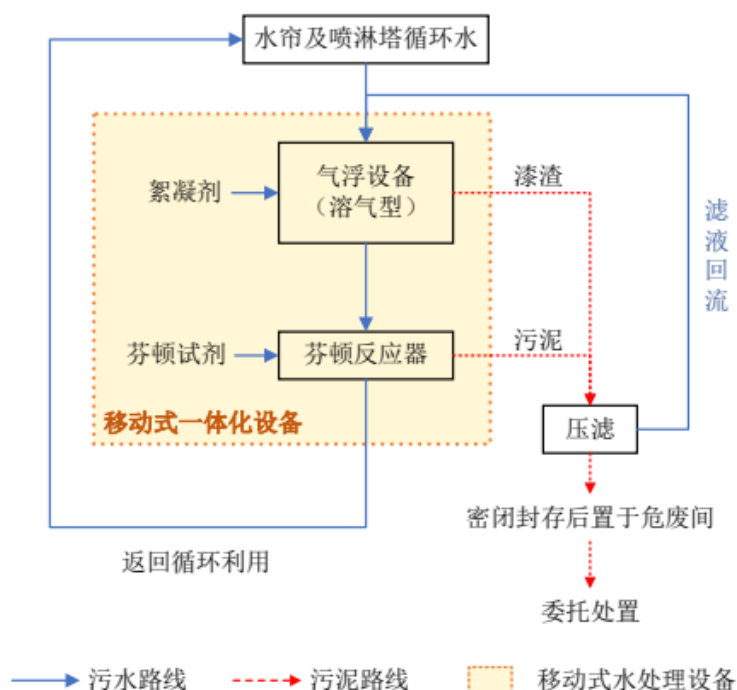 水帘及喷淋塔循环水
絮凝剂
气浮设备
（溶气型）
漆渣
滤液回流
芬顿试剂
芬顿反应器
污泥
移动式一体化设备
压滤
密闭封存后置于危废间
返回循环利用
委托处置
污水路线
污泥路线
移动式水处理设备